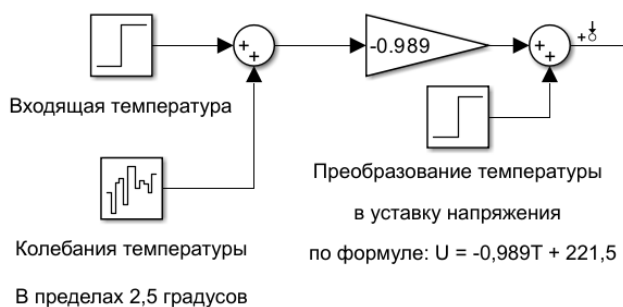 -0.989
Входящая температура
Преобразование температуры
в уставку напряжения
по формуле: U = -0,989T + 221,5
Колебания температуры
В пределах 2,5 градусов